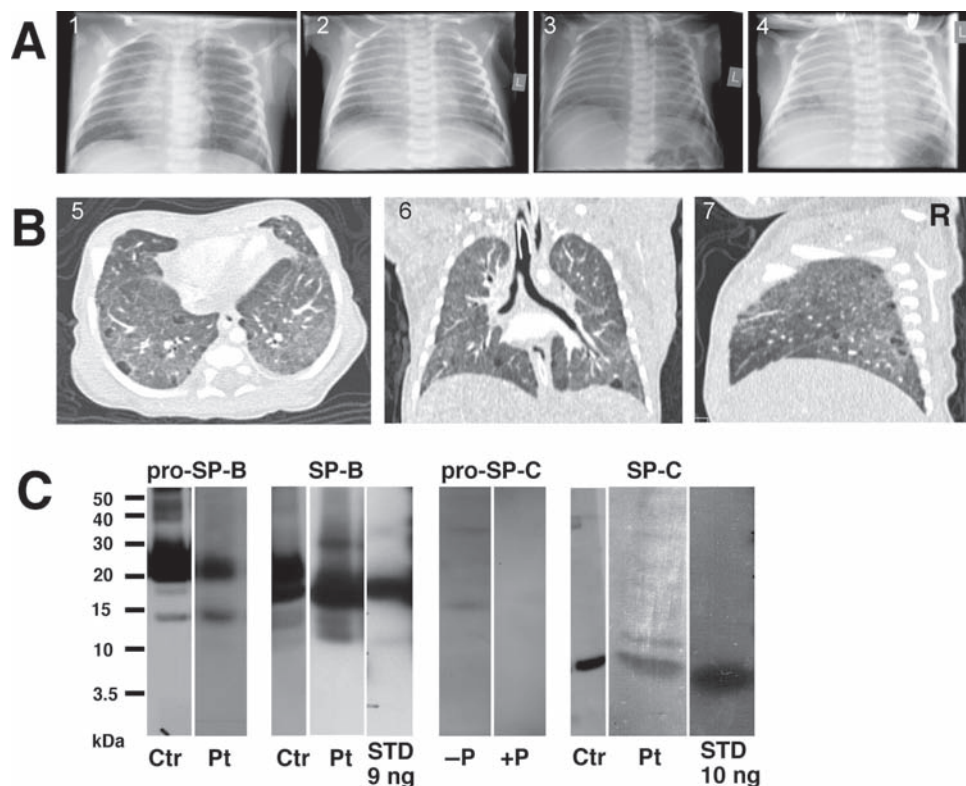 A
1
2
3
4
L
L
L
B
5
6
7
R
C
pro-SP-B
SP-B
pro-SP-C
SP-C
50
40
30
20
15
10
3.5
kDa
Ctr
Pt
Ctr
Pt
STD
9 ng
–P
+P
Ctr
Pt
STD
10 ng